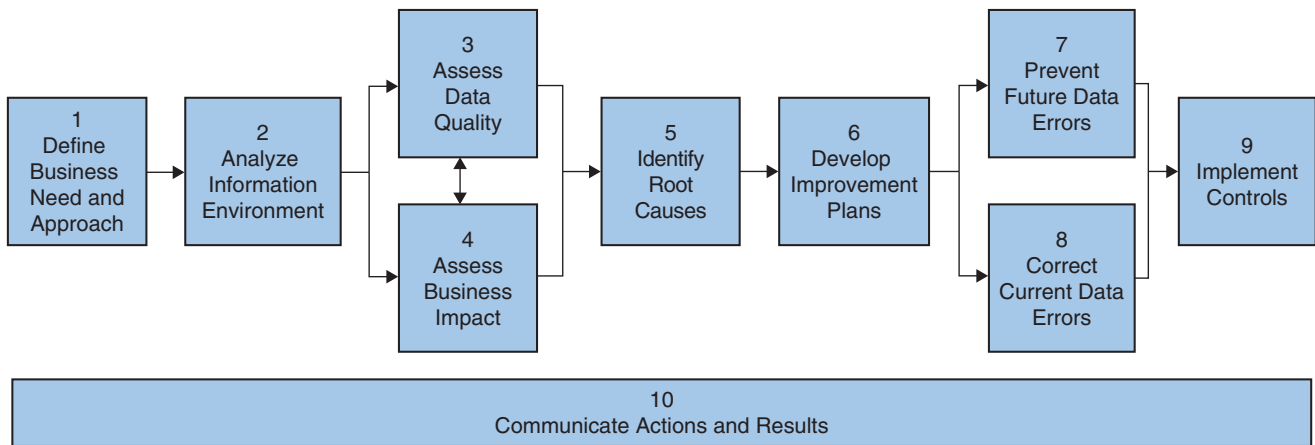 1
Define
Business
Need and
Approach
2
Analyze
Information
Environment
3
Assess
Data
Quality
4
Assess
Business
Impact
5
Identify
Root
Causes
6
Develop
Improvement
Plans
7
Prevent
Future Data
Errors
8
Correct
Current Data
Errors
9
Implement
Controls
10
Communicate Actions and Results